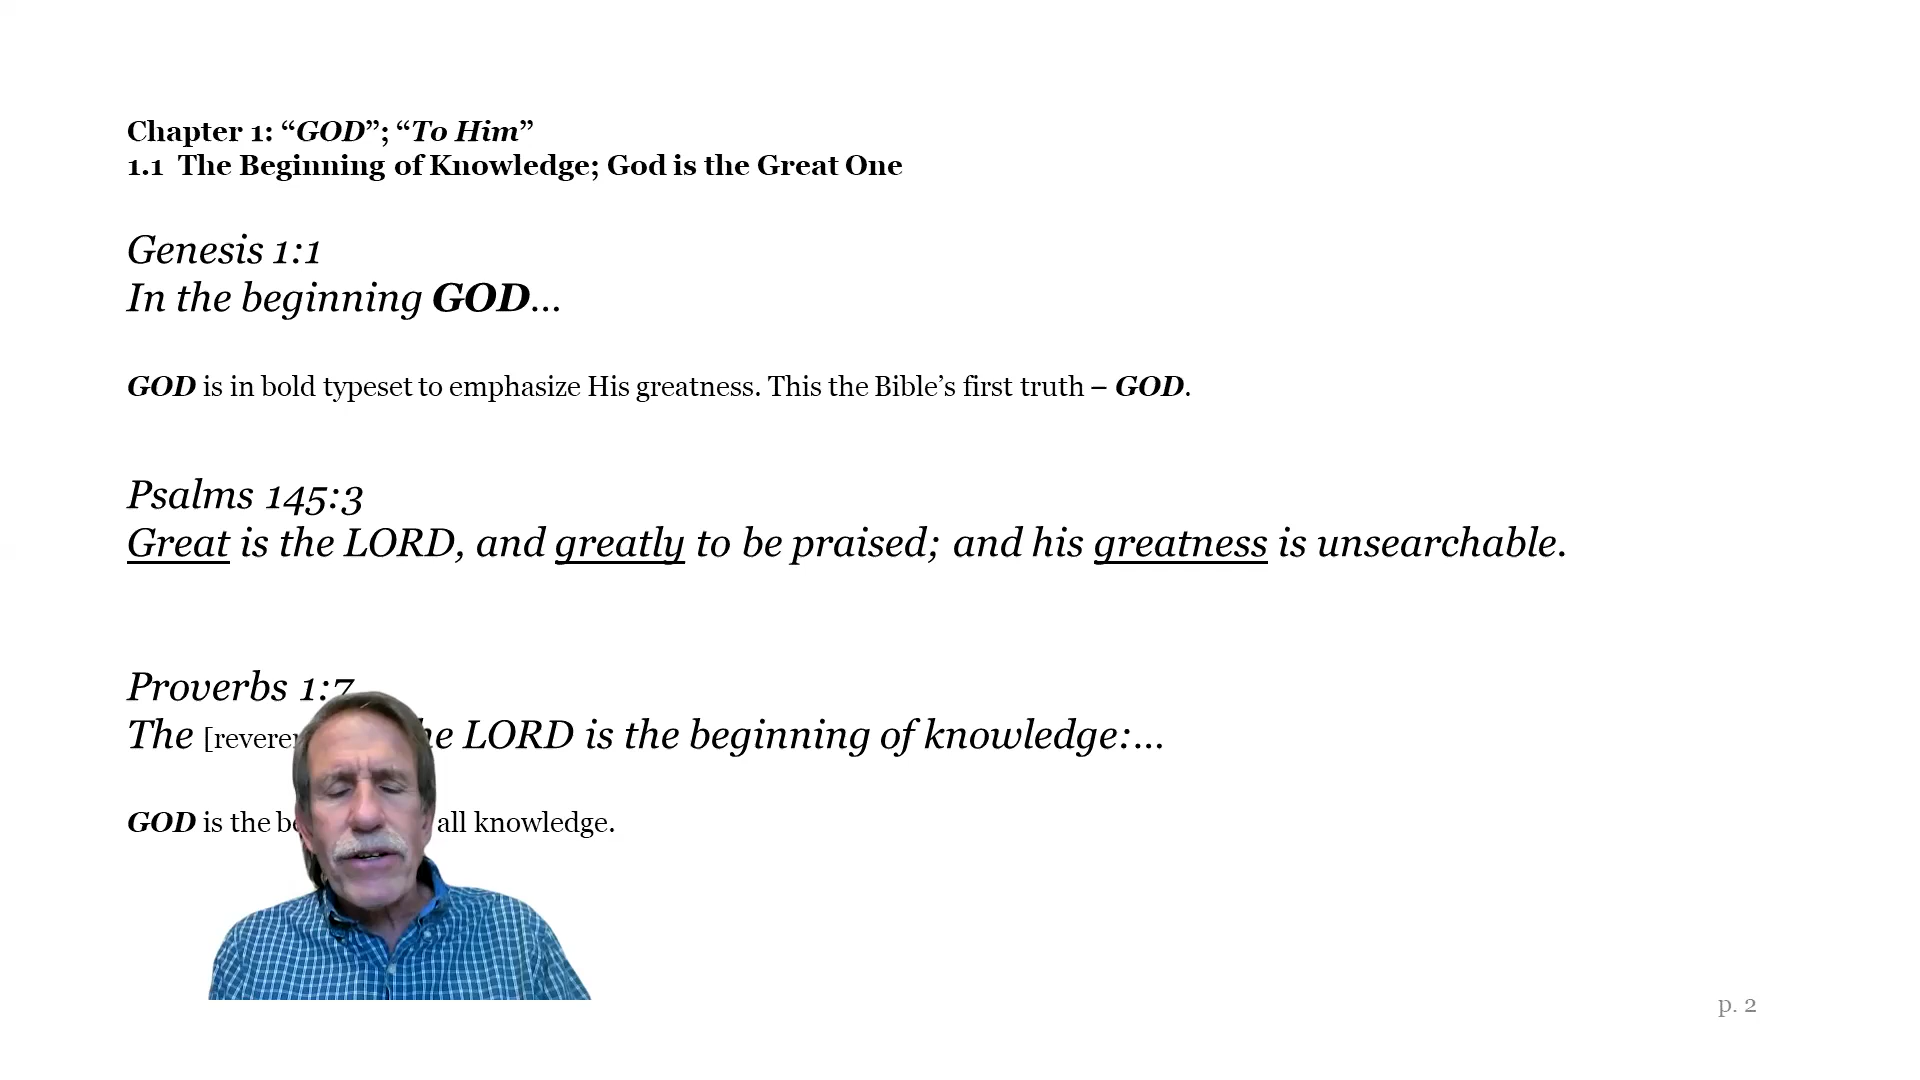 Chapter 1: “GOD”; “To Him”
1.1 The Beginning of Knowledge; God is the Great One
Genesis 1:1
In the beginning GOD…
GOD is in bold typeset to emphasize His greatness. This the Bible’s first truth – GOD.
Psalms 145:3
Great is the LORD, and greatly to be praised; and his greatness is unsearchable.
Proverbs 1:7
The LORD is the beginning of knowledge:…
GOD is the all knowledge.
p. 2